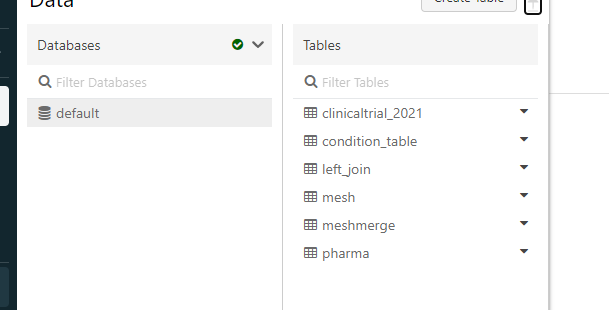 Data
Create Table
Databases
Filter Databases
default
Tables
Filter Tables
clinicaltrial_2021
condition_table
left_join
mesh
meshmerge
pharma